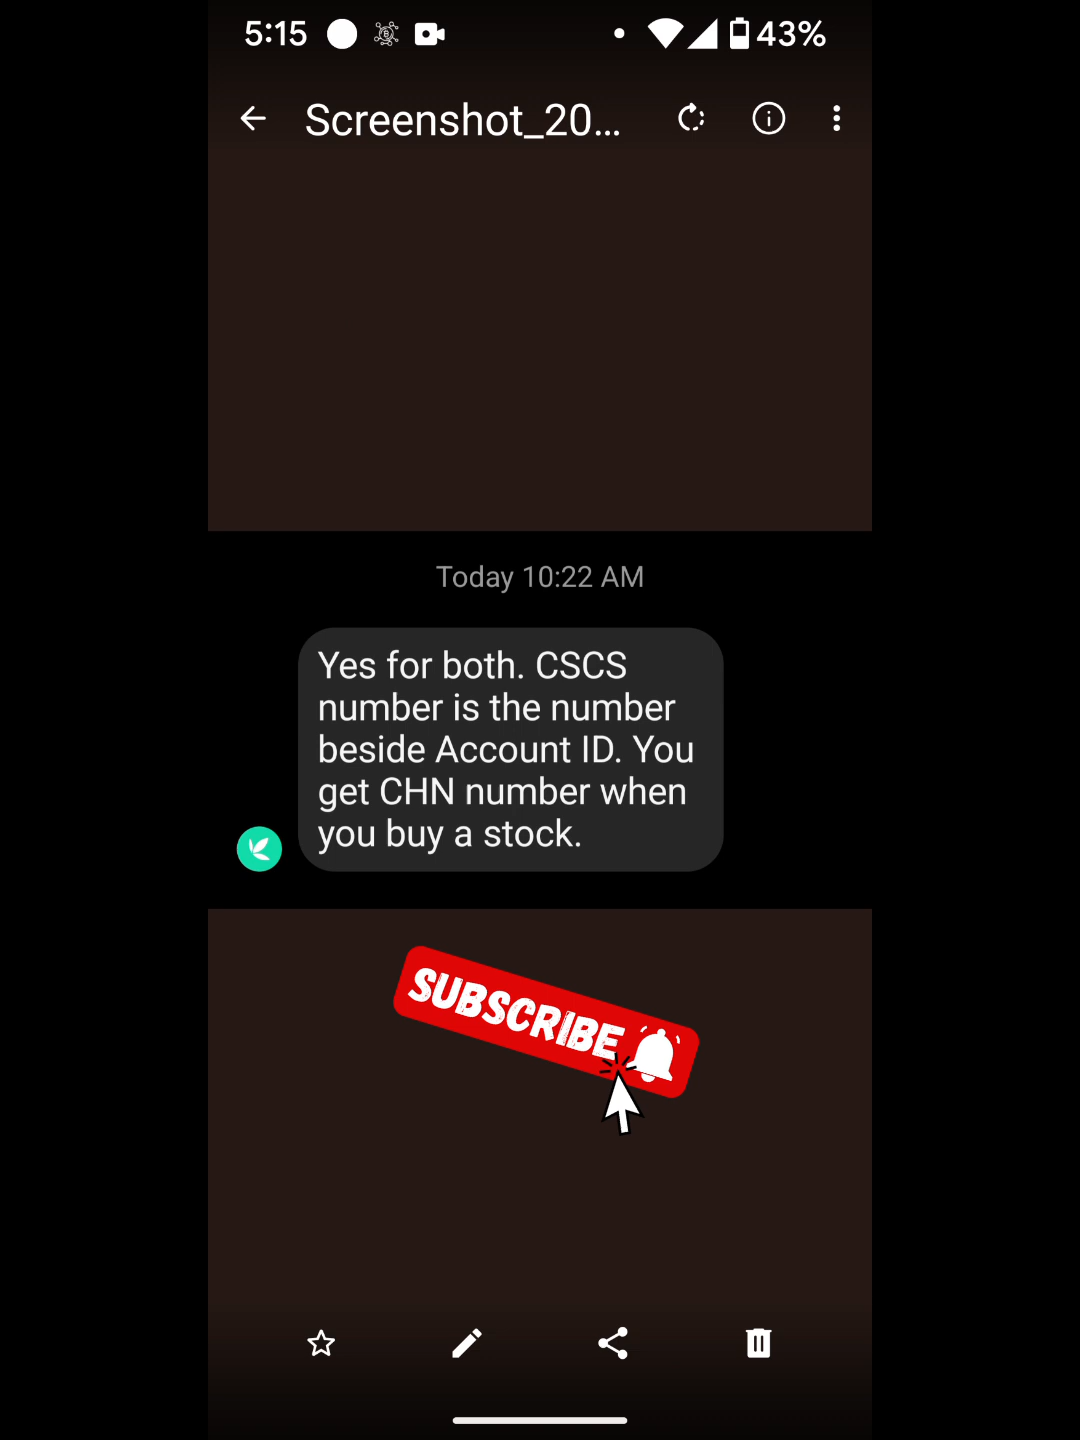 5:15
43%
Screenshot_20...
Today 10:22 AM
Yes for both. CSCS
number is the number
beside Account ID. You
get CHN number when
you buy a stock.
SUBSCRIBE